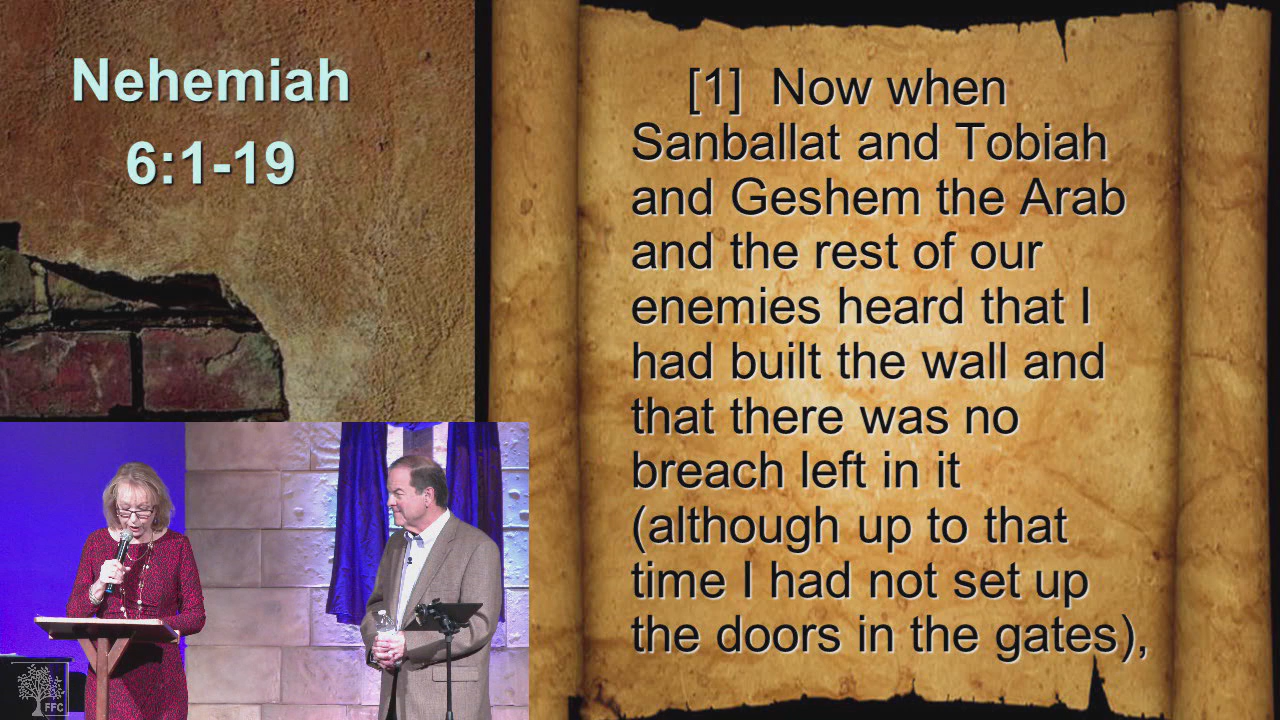 Nehemiah
6:1-19
[1] Now when
Sanballat and Tobiah
and Geshem the Arab
and the rest of our
enemies heard that I
had built the wall and
that there was no
breach left in it
(although up to that
time I had not set up
the doors in the gates),
FFC